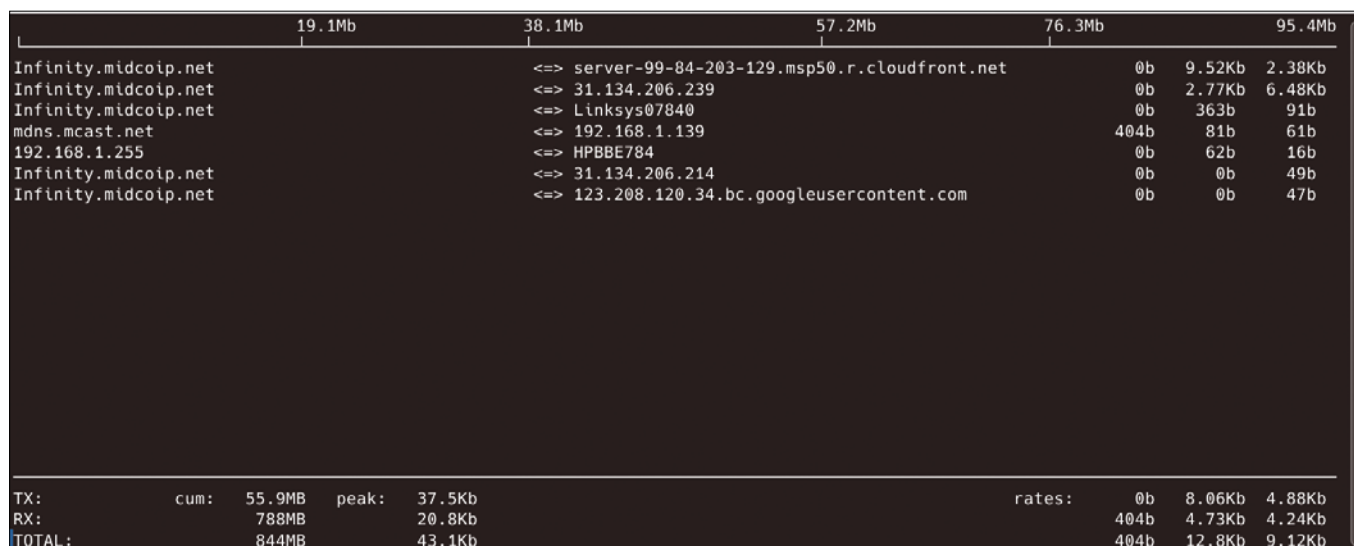 19.1Mb 38.1Mb 57.2Mb 76.3Mb 95.4Mb
Infinity.midcoip.net <=> server-99-84-203-129.msp50.r.cloudfront.net 0b 9.52Kb 2.38Kb
Infinity.midcoip.net <=> 31.134.206.239 0b 2.77Kb 6.48Kb
Infinity.midcoip.net <=> Linksys07840 0b 363b 91b
mdns.mcast.net <=> 192.168.1.139 404b 81b 61b
192.168.1.255 <=> HPBBE784 0b 62b 16b
Infinity.midcoip.net <=> 31.134.206.214 0b 0b 49b
Infinity.midcoip.net <=> 123.208.120.34.bc.googleusercontent.com 0b 0b 47b
TX: cum: 55.9MB peak: 37.5Kb rates: 0b 8.06Kb 4.88Kb
RX: 788MB 20.8Kb 404b 4.73Kb 4.24Kb
TOTAL: 844MB 43.1Kb 404b 12.8Kb 9.12Kb